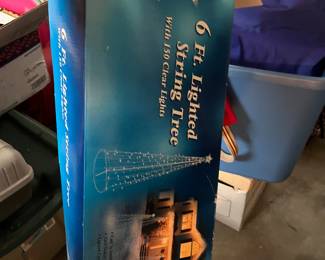 6 Ft. Lighted
String Tree
With 150 Clear Lights
6 Ft. Lighted String Tree